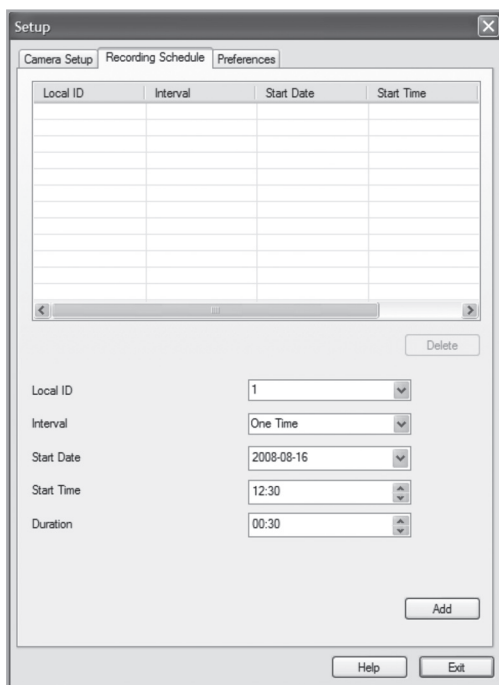 Setup
Camera Setup Recording Schedule Preferences
Local ID Interval Start Date Start Time
Delete
Local ID 1
Interval One Time
Start Date 2008-08-16
Start Time 12:30
Duration 00:30
Add
Help Exit